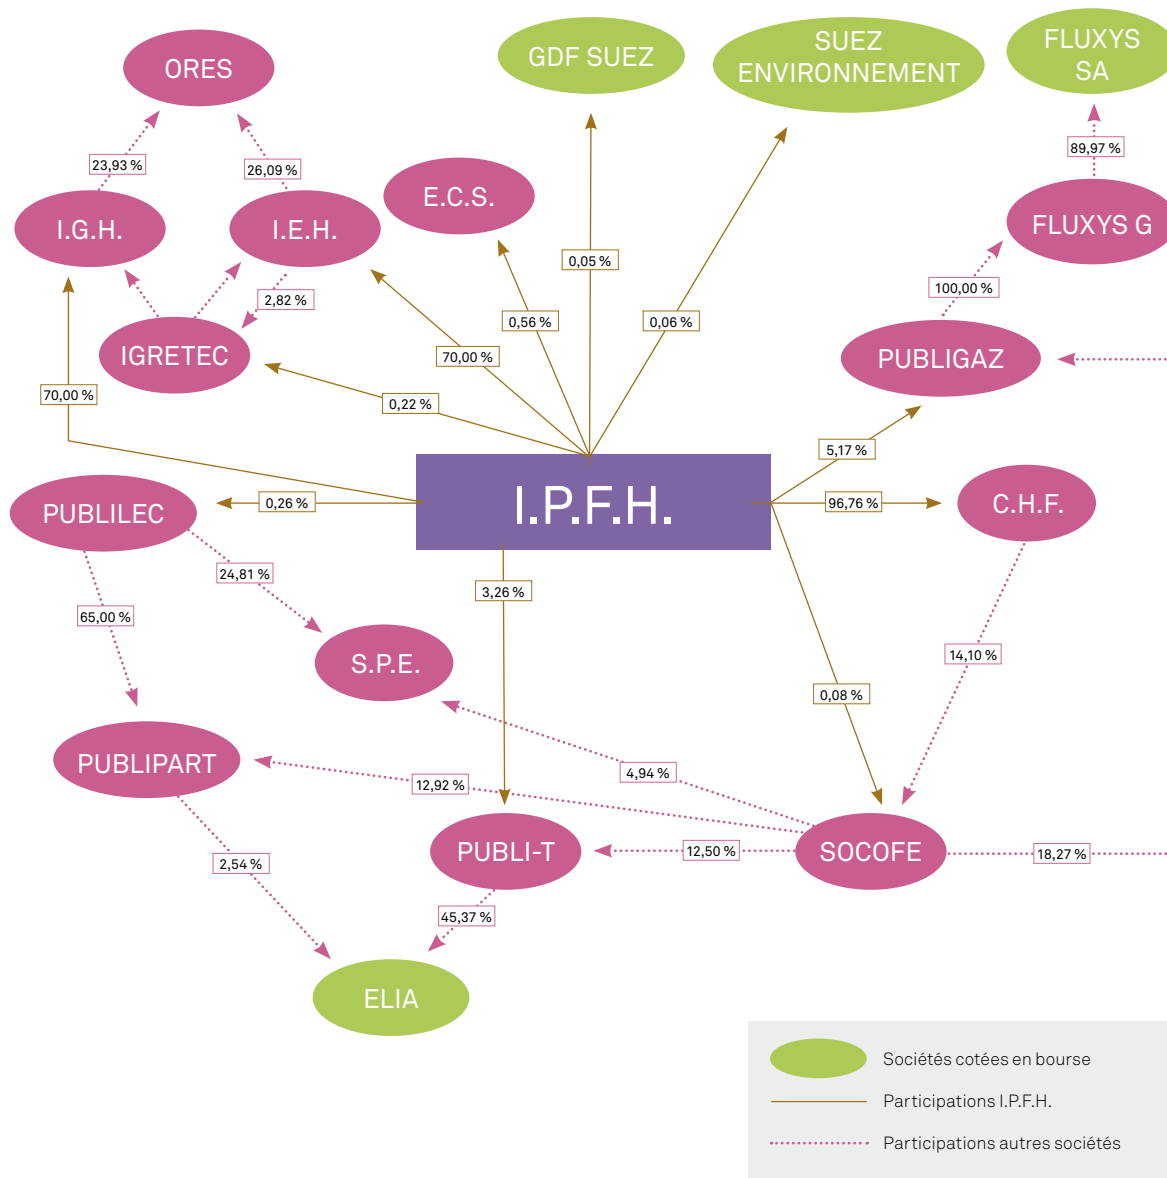 ORES
GDF SUEZ
SUEZ
ENVIRONNEMENT
FLUXYS
SA
23,93 %
26,09 %
89,97 %
I.G.H.
I.E.H.
E.C.S.
FLUXYS G
0,05 %
2,82 %
100,00 %
0,56 %
0,06 %
IGRETEC
70,00 %
PUBLIGAZ
70,00 %
0,22 %
5,17 %
PUBLILEC
0,26 %
I.P.F.H.
96,76 %
C.H.F.
24,81 %
3,26 %
65,00 %
S.P.E.
14,10 %
0,08 %
PUBLIPART
12,92 %
4,94 %
2,54 %
PUBLI-T
12,50 %
SOCOFE
18,27 %
45,37 %
ELIA
Sociétés cotées en bourse
Participations I.P.F.H.
Participations autres sociétés